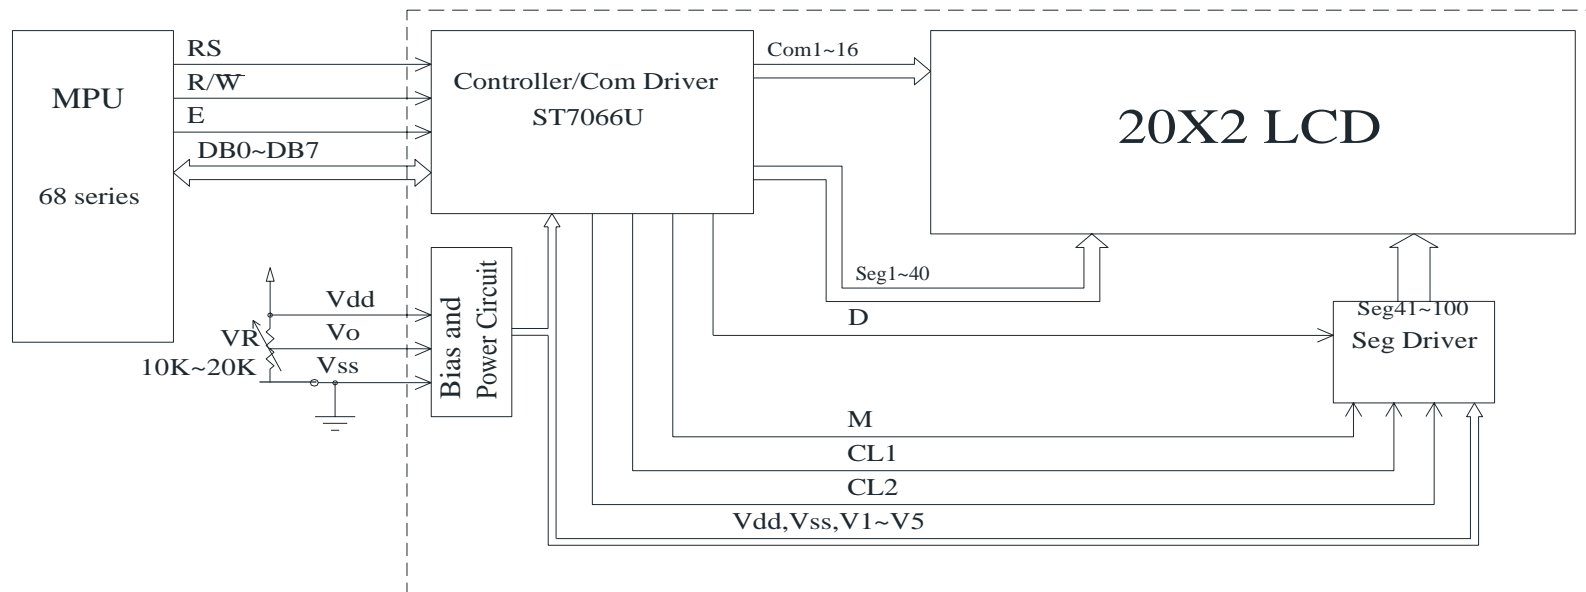 MPU
68 series
RS
R/W̅
E
DB0~DB7
Controller/Com Driver
ST7066U
Com1~16
20X2 LCD
Seg1~40
D
Seg41~100
Seg Driver
Vdd
VR
Vo
10K~20K
Vss
Bias and
Power Circuit
M
CL1
CL2
Vdd,Vss,V1~V5